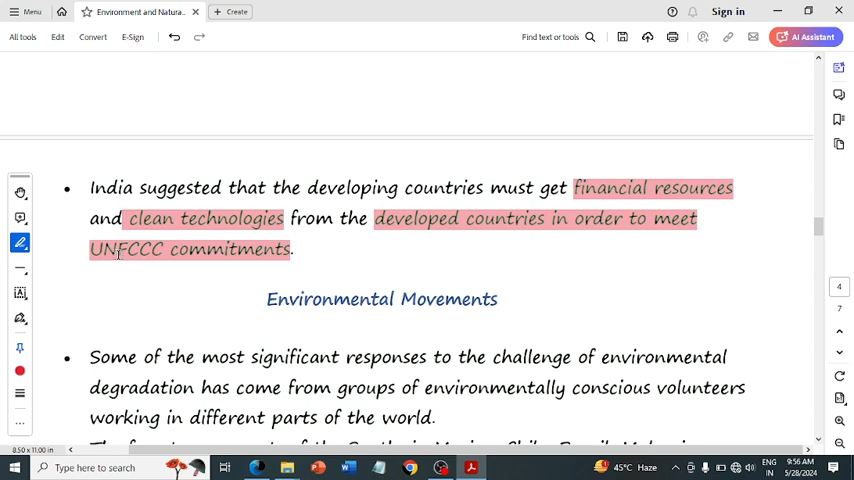 Menu
Environment and Natura...
Create
Sign in
All tools
Edit
Convert
E-Sign
Find text or tools
AI Assistant
• India suggested that the developing countries must get financial resources
and clean technologies from the developed countries in order to meet
UNFCCC commitments.
Environmental Movements
• Some of the most significant responses to the challenge of environmental
degradation has come from groups of environmentally conscious volunteers
working in different parts of the world.
4
7
8.50 x 11.00 in
Type here to search
45°C Haze
ENG
IN
9:56 AM
5/28/2024